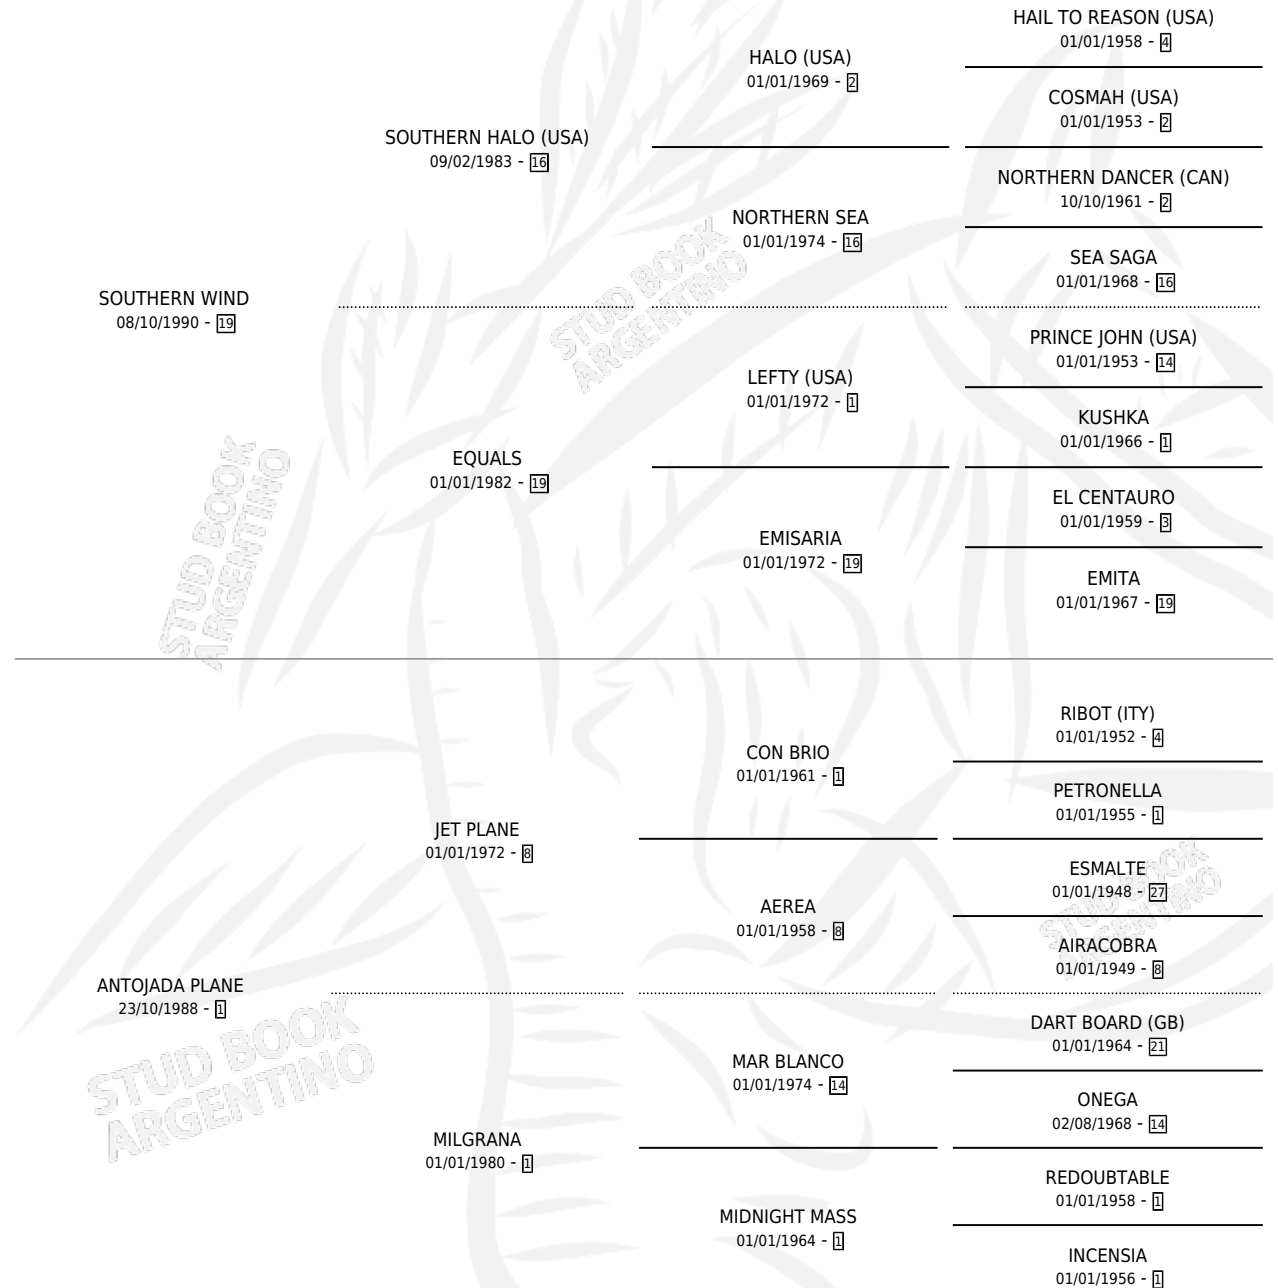 HAIL TO REASON (USA)
01/01/1958 - 4
HALO (USA)
01/01/1969 - 2
COSMAH (USA)
01/01/1953 - 2
SOUTHERN HALO (USA)
09/02/1983 - 16
NORTHERN DANCER (CAN)
10/10/1961 - 2
NORTHERN SEA
01/01/1974 - 16
SEA SAGA
01/01/1968 - 16
STUD BOOK
ARGENTINO
SOUTHERN WIND
08/10/1990 - 19
PRINCE JOHN (USA)
01/01/1953 - 14
LEFTY (USA)
01/01/1972 - 1
KUSHKA
01/01/1966 - 1
EQUALS
01/01/1982 - 19
EL CENTAURO
01/01/1959 - 3
EMISARIA
01/01/1972 - 19
EMITA
01/01/1967 - 19
STUD BOOK
ARGENTINO
RIBOT (ITY)
01/01/1952 - 4
CON BRIO
01/01/1961 - 1
PETRONELLA
01/01/1955 - 1
JET PLANE
01/01/1972 - 8
ESMALTE
01/01/1948 - 27
AEREA
01/01/1958 - 8
AIRACOBRA
01/01/1949 - 8
STUD BOOK
ARGENTINO
ANTOJADA PLANE
23/10/1988 - 1
DART BOARD (GB)
01/01/1964 - 21
MAR BLANCO
01/01/1974 - 14
ONEGA
02/08/1968 - 14
STUD BOOK
ARGENTINO
MILGRANA
01/01/1980 - 1
REDOUBTABLE
01/01/1958 - 1
MIDNIGHT MASS
01/01/1964 - 1
INCENSIA
01/01/1956 - 1